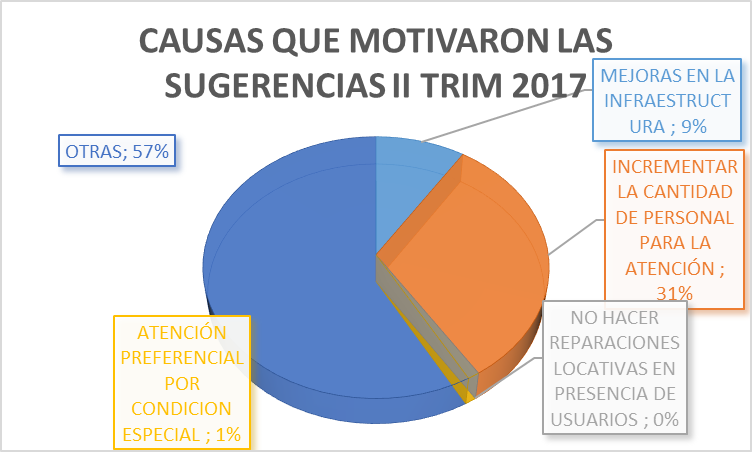 CAUSAS QUE MOTIVARON LAS
SUGERENCIAS II TRIM 2017
MEJORAS EN LA
INFRAESTRUCT
URA ; 9%
OTRAS; 57%
INCREMENTAR
LA CANTIDAD
DE PERSONAL
PARA LA
ATENCIÓN ;
31%
NO HACER
REPARACIONES
LOCATIVAS EN
PRESENCIA DE
USUARIOS ; 0%
ATENCIÓN
PREFERENCIAL
POR
CONDICION
ESPECIAL ; 1%